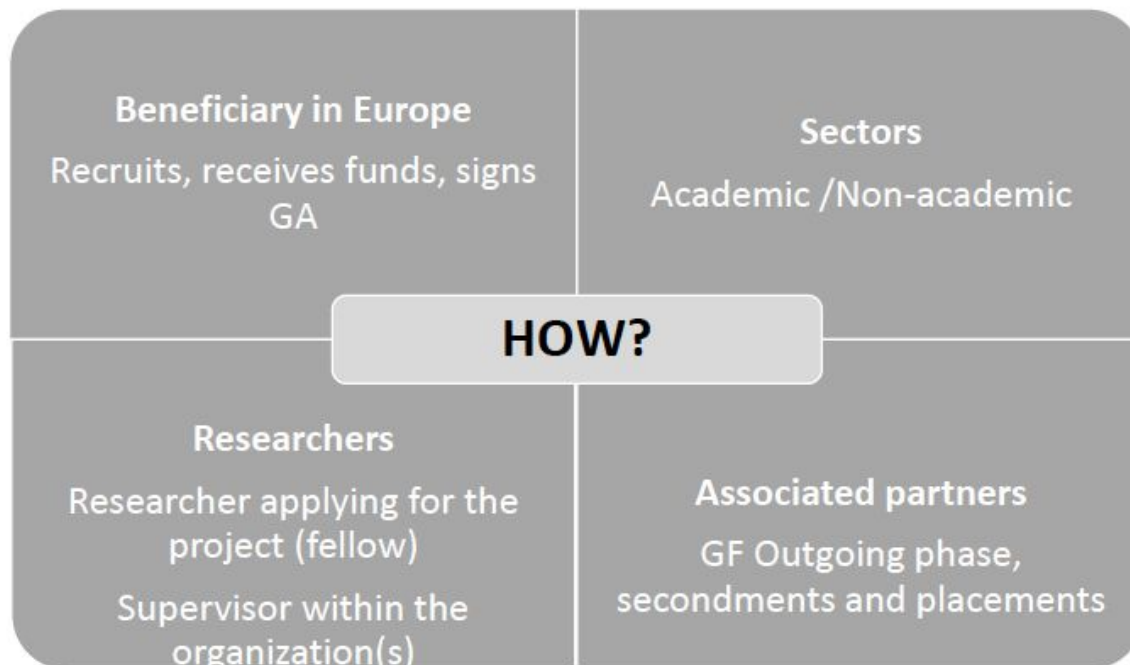 Beneficiary in Europe
Recruits, receives funds, signs
GA
Sectors
Academic /Non-academic
HOW?
Researchers
Researcher applying for the
project (fellow)
Supervisor within the
organization(s)
Associated partners
GF Outgoing phase,
secondments and placements